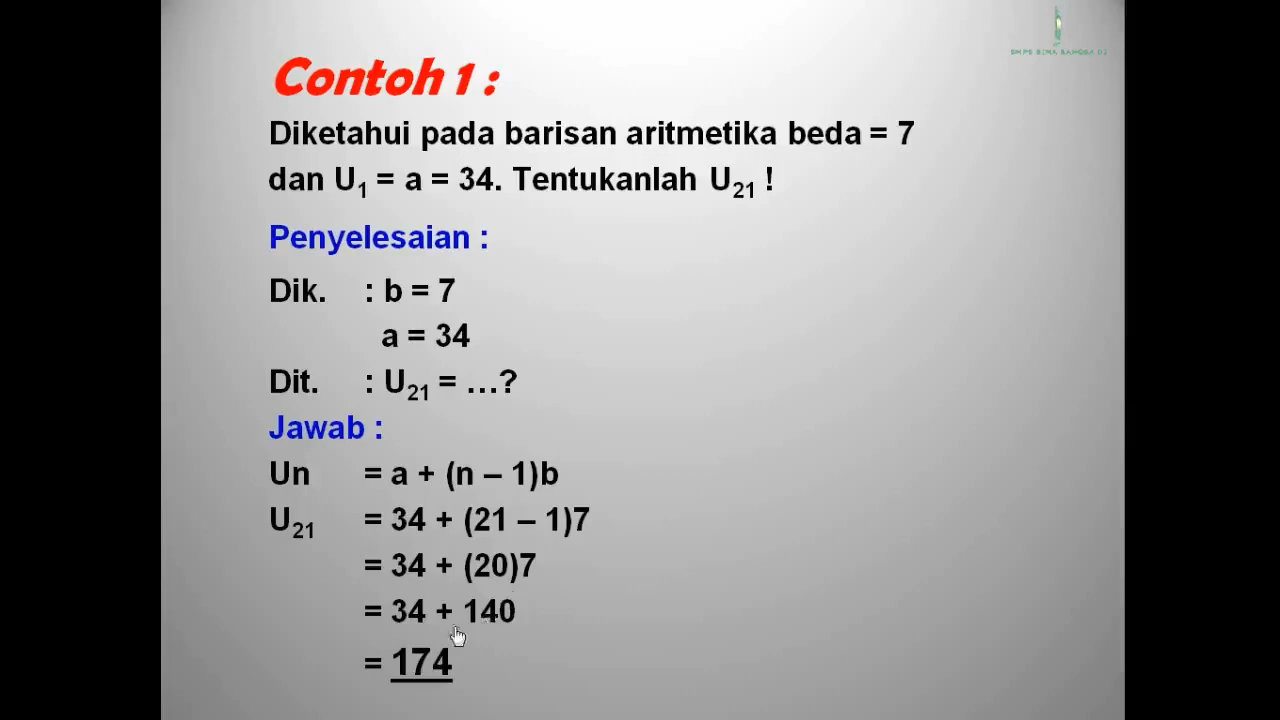 Contoh 1 :
Diketahui pada barisan aritmetika beda = 7
dan U₁ = a = 34. Tentukanlah U₂₁ !
Penyelesaian :
Dik. : b = 7
a = 34
Dit. : U₂₁ = …?
Jawab :
Un = a + (n – 1)b
U₂₁ = 34 + (21 – 1)7
= 34 + (20)7
= 34 + 140
= 174